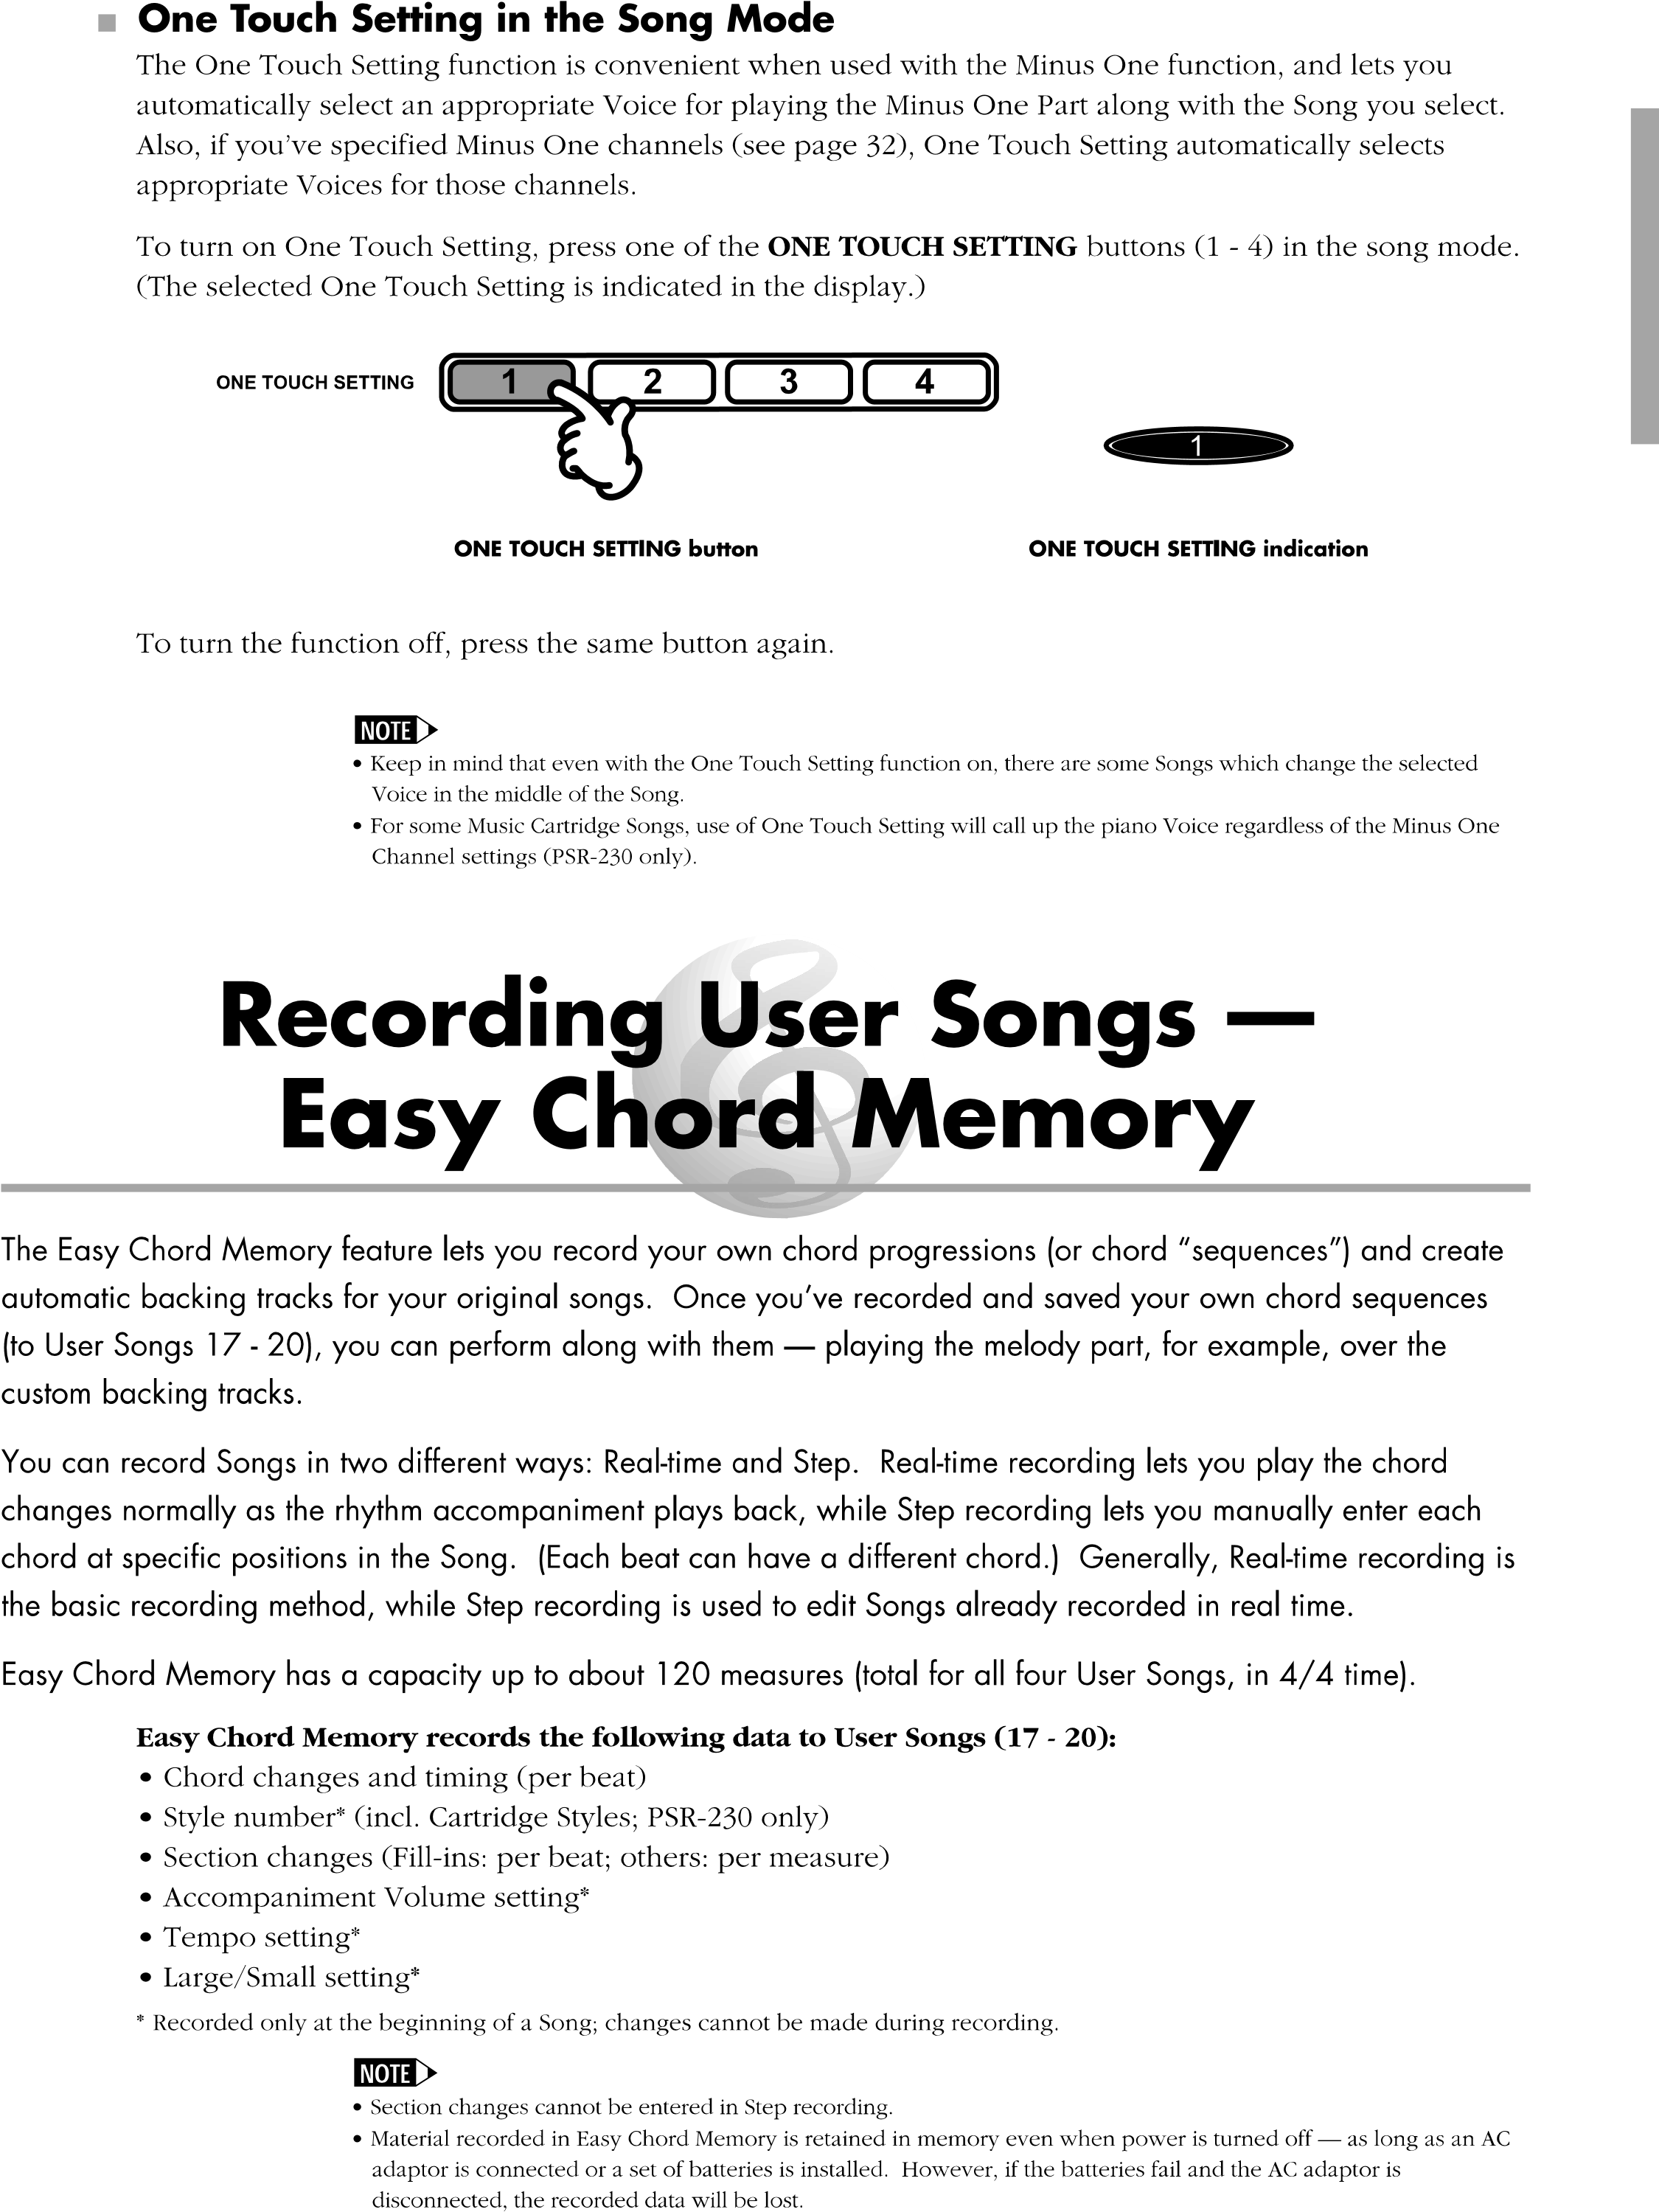 One Touch Setting in the Song Mode
The One Touch Setting function is convenient when used with the Minus One function, and lets you
automatically select an appropriate Voice for playing the Minus One Part along with the Song you select.
Also, if you've specified Minus One channels (see page 32), One Touch Setting automatically selects
appropriate Voices for those channels.
To turn on One Touch Setting, press one of the ONE TOUCH SETTING buttons (1 - 4) in the song mode.
(The selected One Touch Setting is indicated in the display.)
ONE TOUCH SETTING 1 2 3 4
1
ONE TOUCH SETTING button ONE TOUCH SETTING indication
To turn the function off, press the same button again.
NOTE
• Keep in mind that even with the One Touch Setting function on, there are some Songs which change the selected
Voice in the middle of the Song.
• For some Music Cartridge Songs, use of One Touch Setting will call up the piano Voice regardless of the Minus One
Channel settings (PSR-230 only).
Recording User Songs —
Easy Chord Memory
The Easy Chord Memory feature lets you record your own chord progressions (or chord “sequences”) and create
automatic backing tracks for your original songs.  Once you've recorded and saved your own chord sequences
(to User Songs 17 - 20), you can perform along with them — playing the melody part, for example, over the
custom backing tracks.
You can record Songs in two different ways: Real-time and Step.  Real-time recording lets you play the chord
changes normally as the rhythm accompaniment plays back, while Step recording lets you manually enter each
chord at specific positions in the Song.  (Each beat can have a different chord.)  Generally, Real-time recording is
the basic recording method, while Step recording is used to edit Songs already recorded in real time.
Easy Chord Memory has a capacity up to about 120 measures (total for all four User Songs, in 4/4 time).
Easy Chord Memory records the following data to User Songs (17 - 20):
• Chord changes and timing (per beat)
• Style number* (incl. Cartridge Styles; PSR-230 only)
• Section changes (Fill-ins: per beat; others: per measure)
• Accompaniment Volume setting*
• Tempo setting*
• Large/Small setting*
* Recorded only at the beginning of a Song; changes cannot be made during recording.
NOTE
• Section changes cannot be entered in Step recording.
• Material recorded in Easy Chord Memory is retained in memory even when power is turned off — as long as an AC
adaptor is connected or a set of batteries is installed.  However, if the batteries fail and the AC adaptor is
disconnected, the recorded data will be lost.